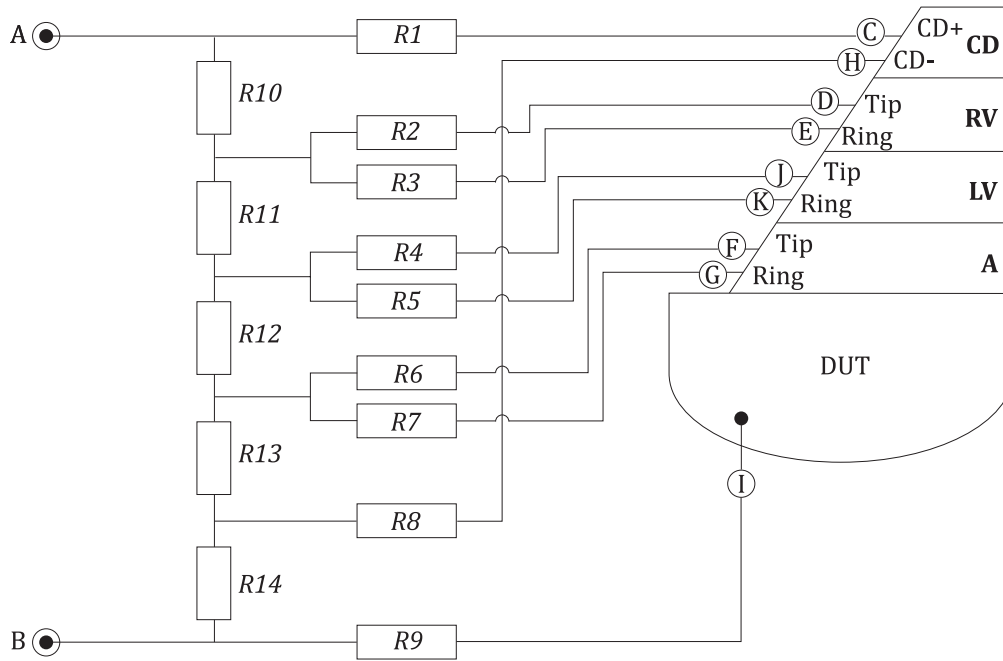 A
R1
C
CD+
CD
H
CD-
R10
D
Tip
RV
R2
E
Ring
R3
J
Tip
LV
R11
K
Ring
R4
F
Tip
A
R5
G
Ring
R12
R6
DUT
R7
R13
I
R8
R14
B
R9